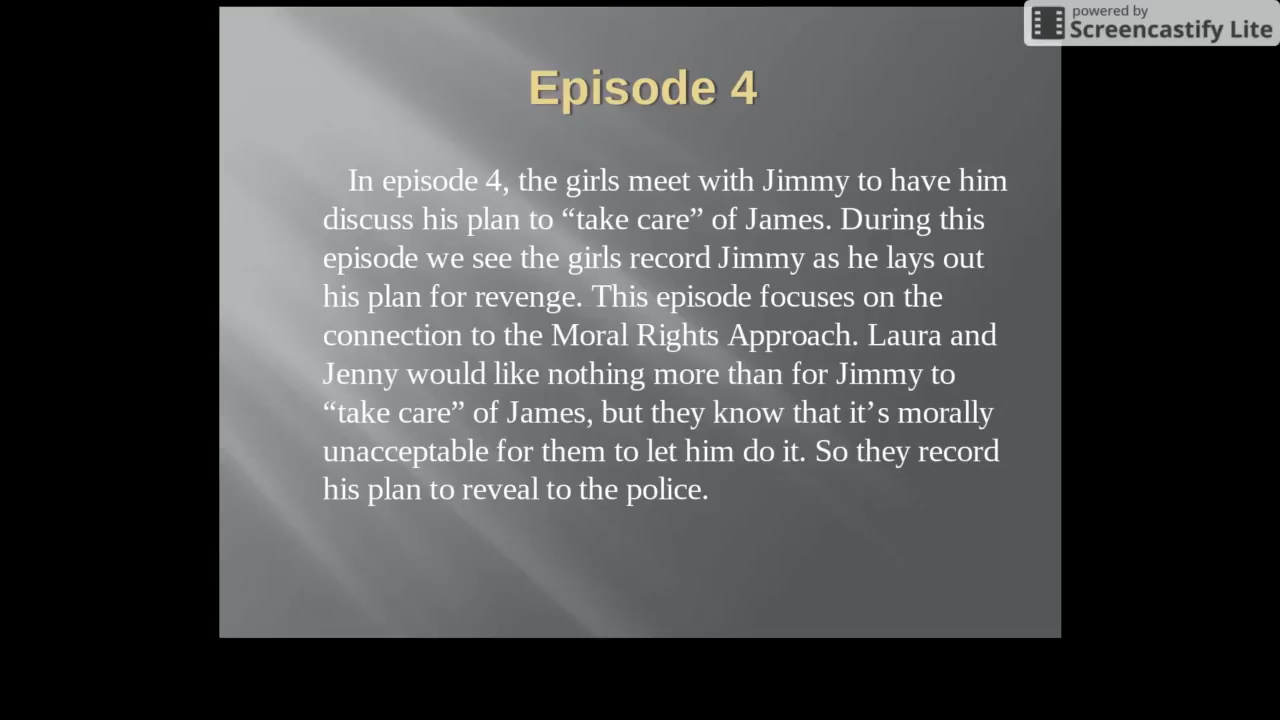 powered by
Screencastify Lite
Episode 4
In episode 4, the girls meet with Jimmy to have him
discuss his plan to “take care” of James. During this
episode we see the girls record Jimmy as he lays out
his plan for revenge. This episode focuses on the
connection to the Moral Rights Approach. Laura and
Jenny would like nothing more than for Jimmy to
“take care” of James, but they know that it’s morally
unacceptable for them to let him do it. So they record
his plan to reveal to the police.